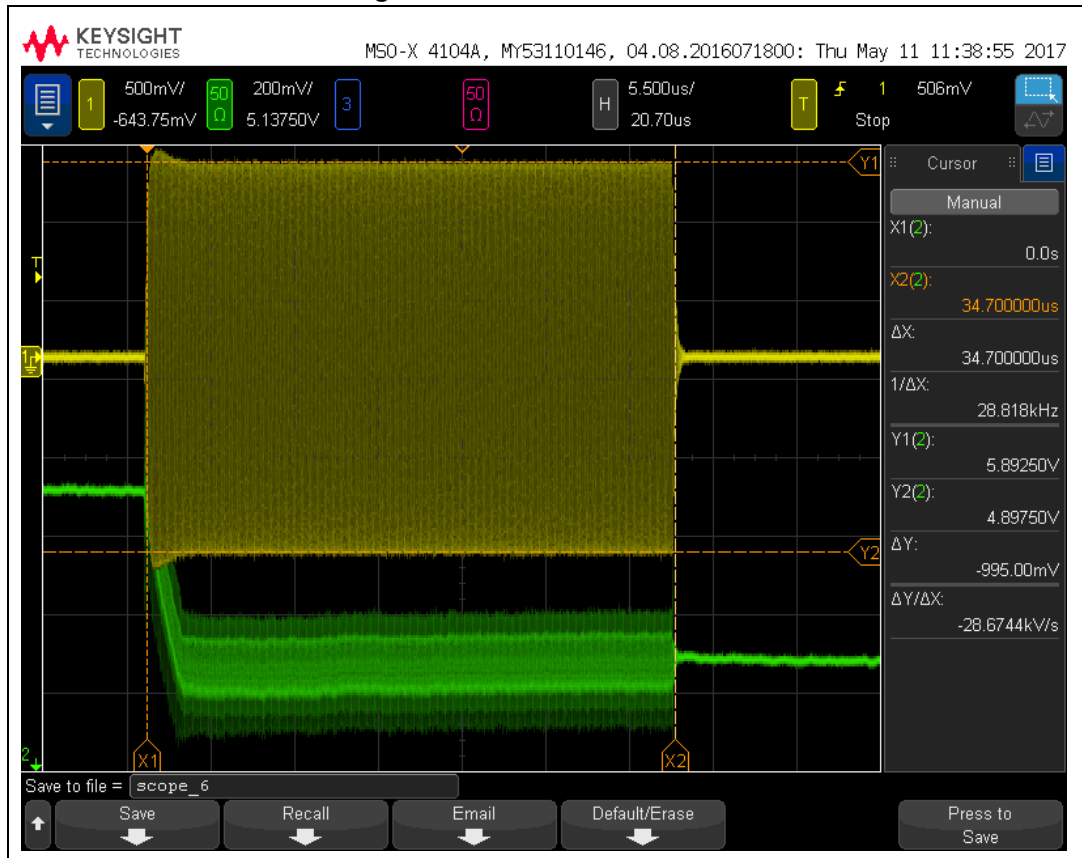 KEYSIGHT
TECHNOLOGIES
MSO-X 4104A, MY53110146, 04.08.2016071800: Thu May 11 11:38:55 2017
1 500mV/ 50 Ω 200mV/ 3 50 Ω H 5.500us/ T 1 506mV
-643.75mV 5.13750V 20.70us Stop
Y1
Cursor
Manual
X1(2):
0.0s
T
X2(2):
34.700000us
ΔX:
34.700000us
1
1/ΔX:
28.818kHz
Y1(2):
5.89250V
Y2(2):
4.89750V
Y2
ΔY:
-995.00mV
ΔY/ΔX:
-28.6744kV/s
2
X1 X2
Save to file = scope_6
Save Recall Email Default/Erase Press to
Save